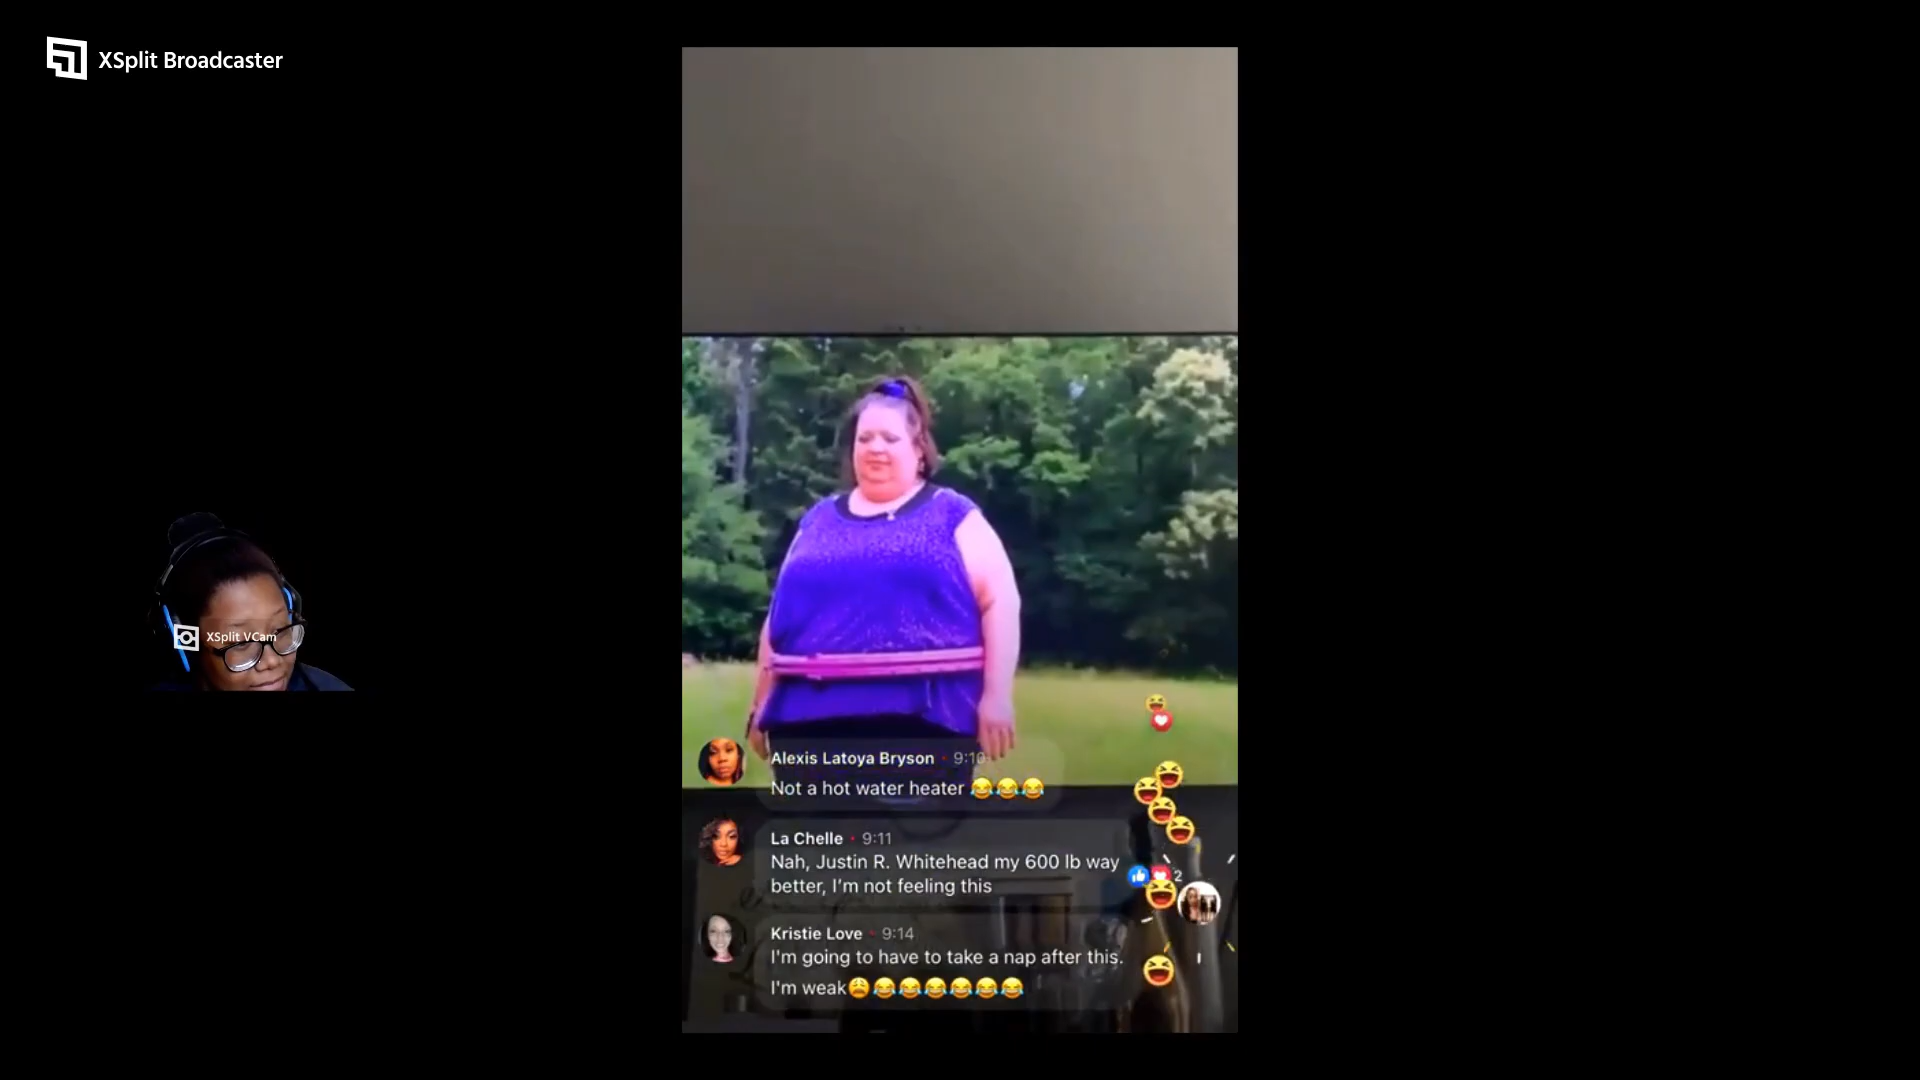 XSplit Broadcaster
XSplit VCam
Alexis Latoya Bryson • 9:10
Not a hot water heater 😂😂😂
La Chelle • 9:11
Nah, Justin R. Whitehead my 600 lb way
better, I'm not feeling this
2
Kristie Love • 9:14
I'm going to have to take a nap after this.
I'm weak😩😂😂😂😂😂😂